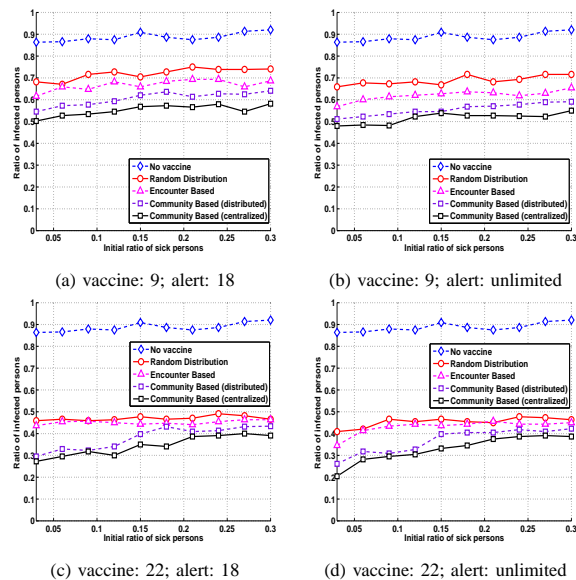 1
0.9
0.8
0.7
0.6
0.5
0.4
0.3
0.2
0.1
0
Ratio of infected persons
No vaccine
Random Distribution
Encounter Based
Community Based (distributed)
Community Based (centralized)
0.05 0.1 0.15 0.2 0.25 0.3
Initial ratio of sick persons
(a) vaccine: 9; alert: 18
1
0.9
0.8
0.7
0.6
0.5
0.4
0.3
0.2
0.1
0
Ratio of infected persons
No vaccine
Random Distribution
Encounter Based
Community Based (distributed)
Community Based (centralized)
0.05 0.1 0.15 0.2 0.25 0.3
Initial ratio of sick persons
(b) vaccine: 9; alert: unlimited
1
0.9
0.8
0.7
0.6
0.5
0.4
0.3
0.2
0.1
0
Ratio of infected persons
No vaccine
Random Distribution
Encounter Based
Community Based (distributed)
Community Based (centralized)
0.05 0.1 0.15 0.2 0.25 0.3
Initial ratio of sick persons
(c) vaccine: 22; alert: 18
1
0.9
0.8
0.7
0.6
0.5
0.4
0.3
0.2
0.1
0
Ratio of infected persons
No vaccine
Random Distribution
Encounter Based
Community Based (distributed)
Community Based (centralized)
0.05 0.1 0.15 0.2 0.25 0.3
Initial ratio of sick persons
(d) vaccine: 22; alert: unlimited